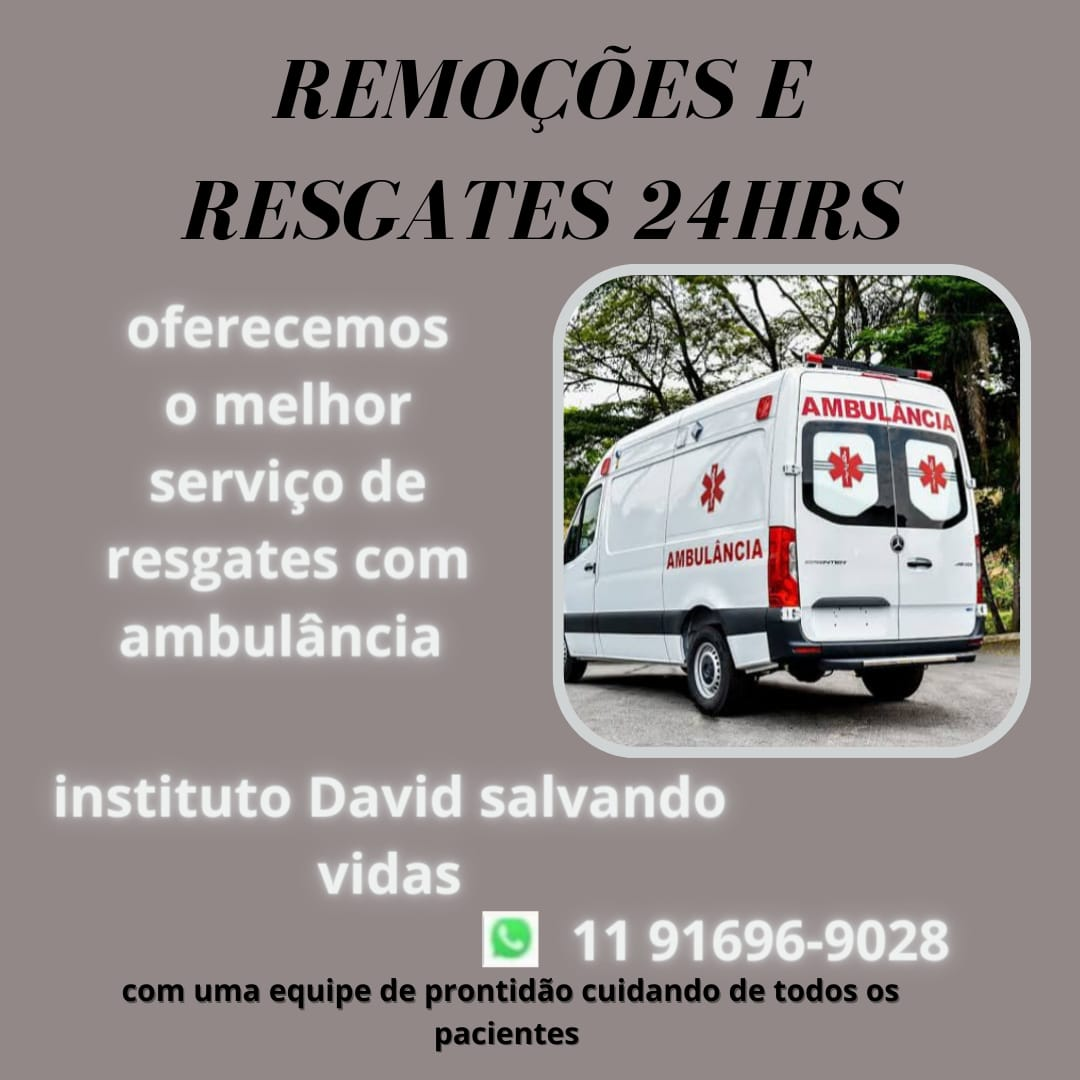 REMOÇÕES E
RESGATES 24HRS
oferecemos
o melhor
serviço de
resgates com
ambulância
AMBULÂNCIA
AMBULÂNCIA
SPRINTER
instituto David salvando
vidas
11 91696-9028
com uma equipe de prontidão cuidando de todos os
pacientes